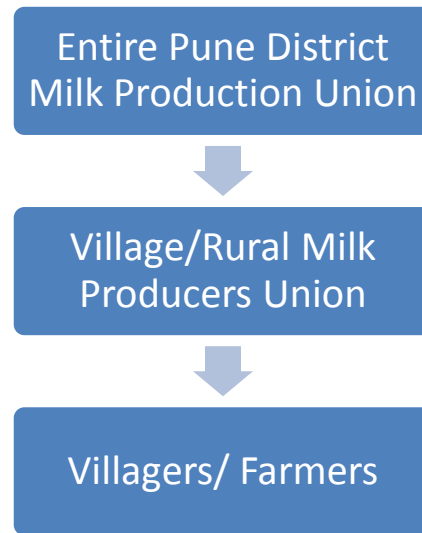 Entire Pune District
Milk Production Union
Village/Rural Milk
Producers Union
Villagers/ Farmers